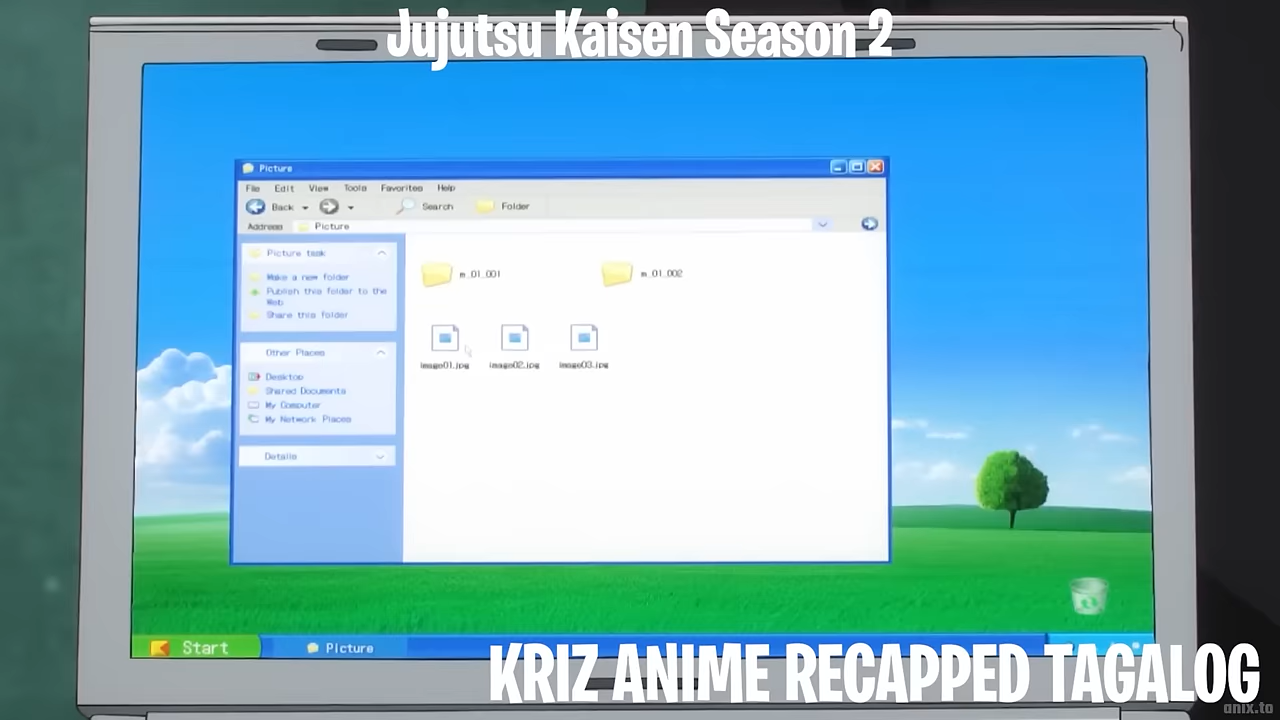 Jujutsu Kaisen Season 2
Picture
File Edit View Tools Favorites Help
Back Search Folder
Address Picture
Picture task
Make a new folder
Publish this folder to the
Web
Share this folder
Other Places
Desktop
Shared Documents
My Computer
My Network Places
Details
m_01_001 m_01_002
image01.jpg image02.jpg image03.jpg
Start Picture
KRIZ ANIME RECAPPED TAGALOG
anix.to